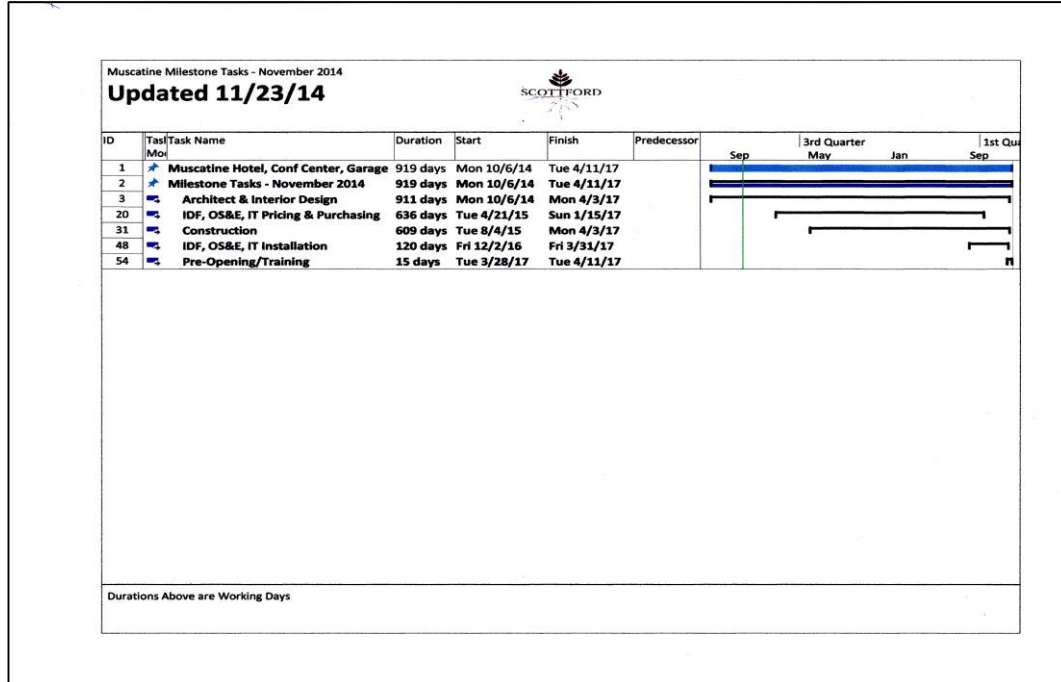 Muscatine Milestone Tasks - November 2014
Updated 11/23/14
SCOTTFORD
ID Task Name Duration Start Finish Predecessor 3rd Quarter 1st Qua
Mo Sep May Jan Sep
1 Muscatine Hotel, Conf Center, Garage 919 days Mon 10/6/14 Tue 4/11/17
2 Milestone Tasks - November 2014 919 days Mon 10/6/14 Tue 4/11/17
3 Architect & Interior Design 911 days Mon 10/6/14 Mon 4/3/17
20 IDF, OS&E, IT Pricing & Purchasing 636 days Tue 4/21/15 Sun 1/15/17
31 Construction 609 days Tue 8/4/15 Mon 4/3/17
48 IDF, OS&E, IT Installation 120 days Fri 12/2/16 Fri 3/31/17
54 Pre-Opening/Training 15 days Tue 3/28/17 Tue 4/11/17
Durations Above are Working Days